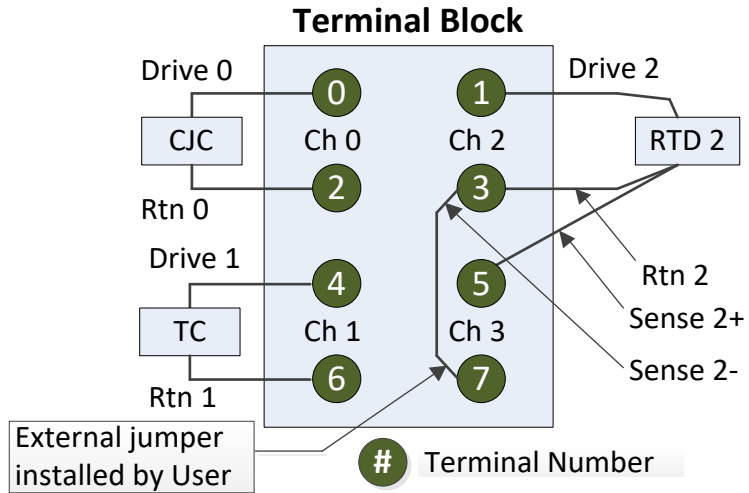 Terminal Block
Drive 0
Drive 2
0
1
CJC
Ch 0
Ch 2
RTD 2
2
3
Rtn 0
Drive 1
4
5
Rtn 2
Sense 2+
TC
Ch 1
Ch 3
Sense 2-
6
7
Rtn 1
External jumper
installed by User
# Terminal Number